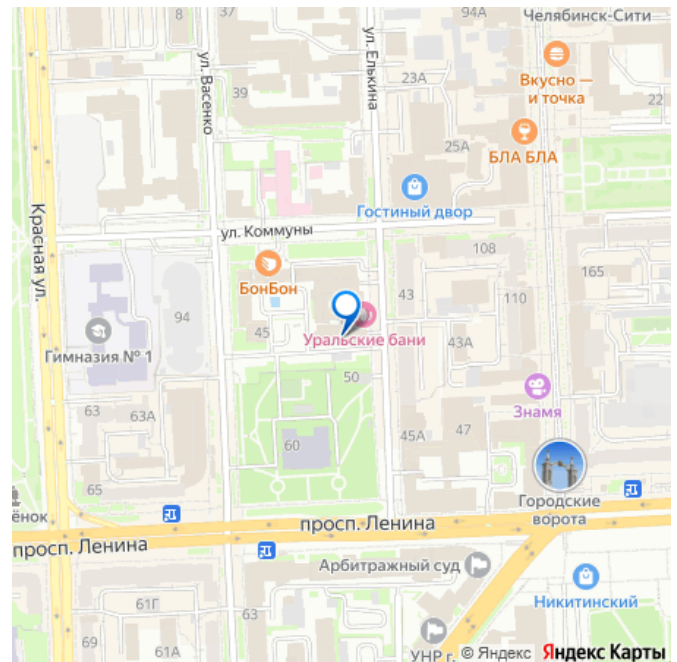 8
94А
Челябинск-Сити
ул. Васенко
ул. Елькина
39
23А
Вкусно —
и точка
22
25А
БЛА БЛА
Красная ул.
Гостиный двор
ул. Коммуны
108
БонБон
165
43
110
94
45
Уральские бани
43А
Гимназия № 1
50
Знамя
63
63А
45А
47
60
65
Городские
ворота
ёнок
просп. Ленина
просп. Ленина
Арбитражный суд
61Г
63
Никитинский
69
61А
УНР г.
© Яндекс Яндекс Карты